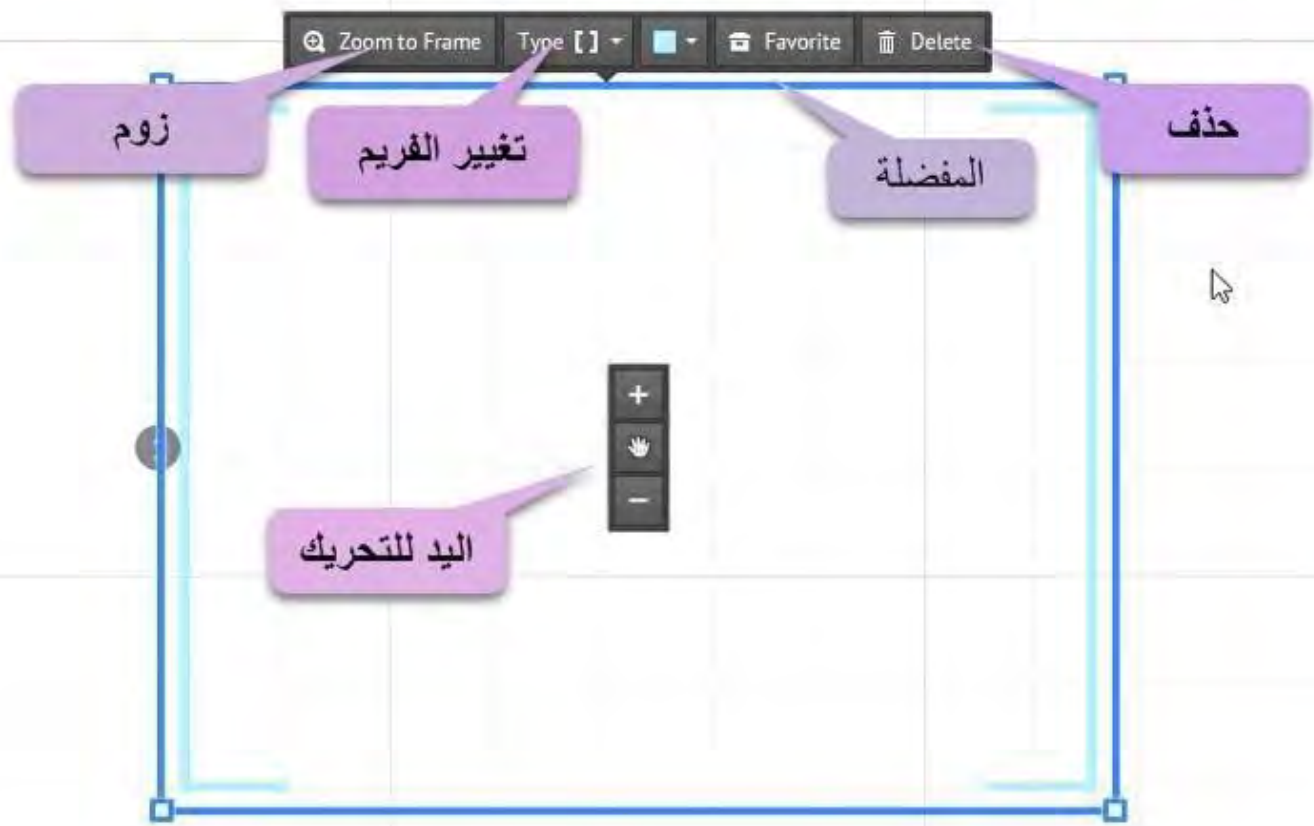 Zoom to Frame Type [ ] Favorite Delete
زوم
تغيير الفريم
المفضلة
حذف
+
−
اليد للتحريك